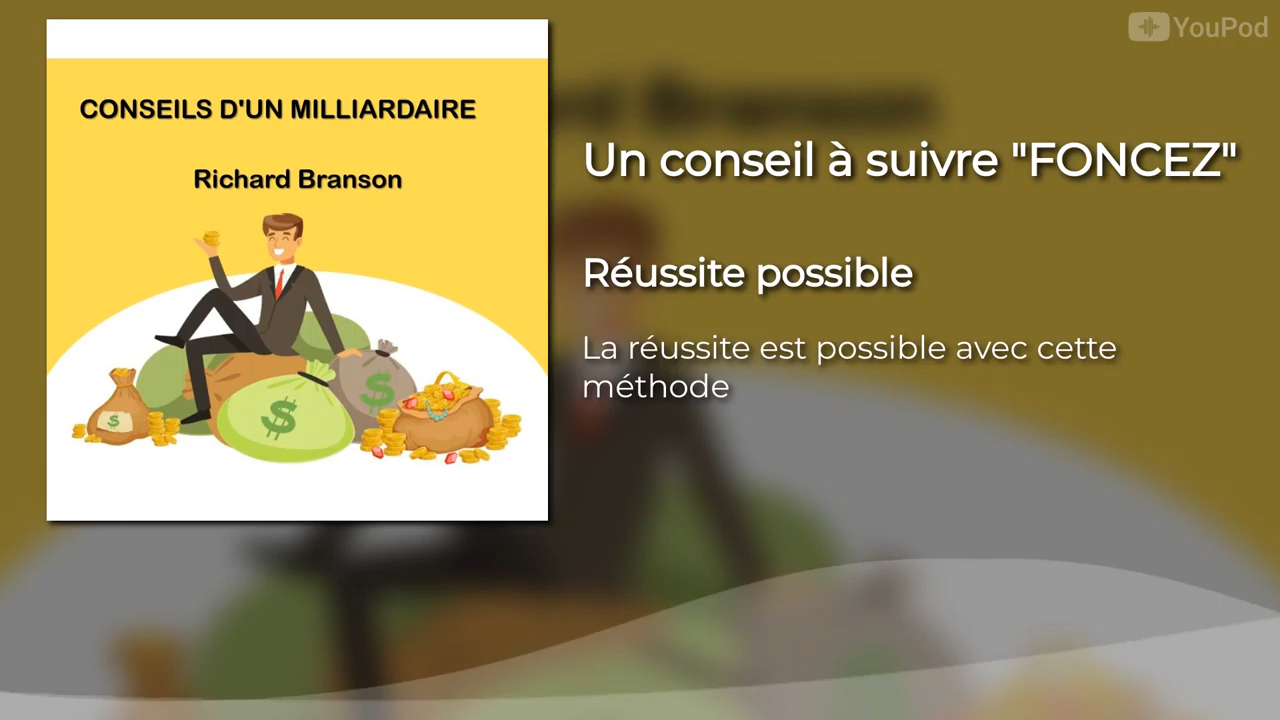 YouPod
CONSEILS D'UN MILLIARDAIRE
Richard Branson
Un conseil à suivre "FONCEZ"
Réussite possible
La réussite est possible avec cette
méthode
$
$
$